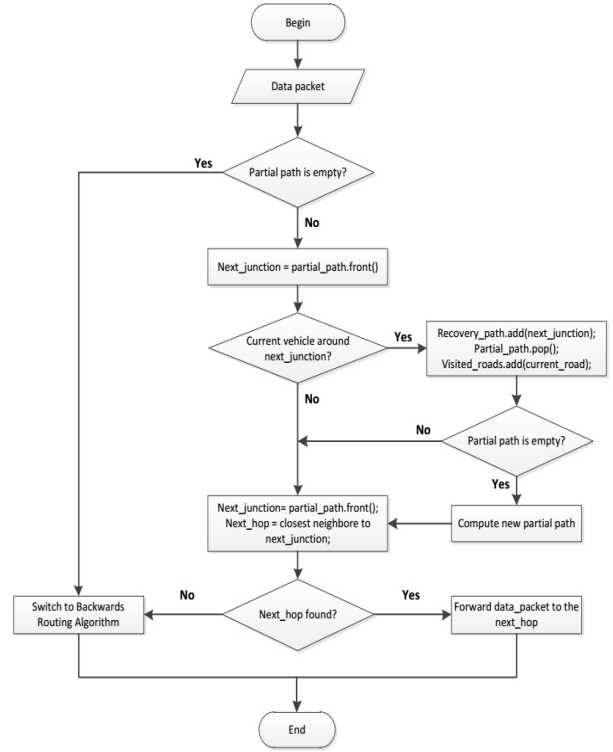 Begin
Data packet
Partial path is empty?
Yes
No
Next_junction = partial_path.front()
Current vehicle around
next_junction?
Yes
Recovery_path.add(next_junction);
Partial_path.pop();
Visited_roads.add(current_road);
No
No
Partial path is empty?
Yes
Next_junction= partial_path.front();
Next_hop = closest neighbore to
next_junction;
Compute new partial path
No
Next_hop found?
Yes
Switch to Backwards
Routing Algorithm
Forward data_packet to the
next_hop
End